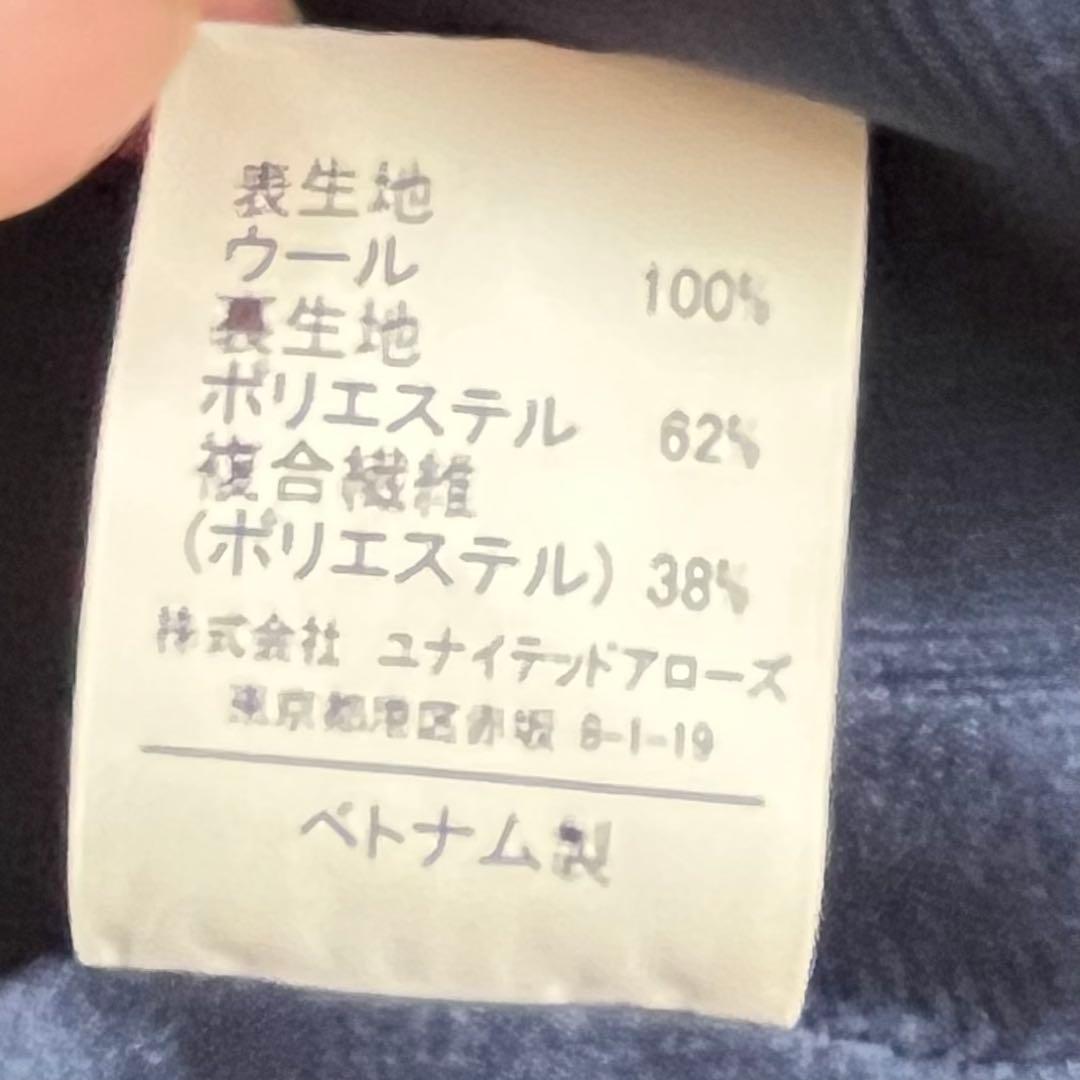 表生地
ウール 100%
裏生地
ポリエステル 62%
複合繊維
(ポリエステル) 38%
株式会社 ユナイテッドアローズ
東京都港区赤坂 8-1-19
ベトナム製